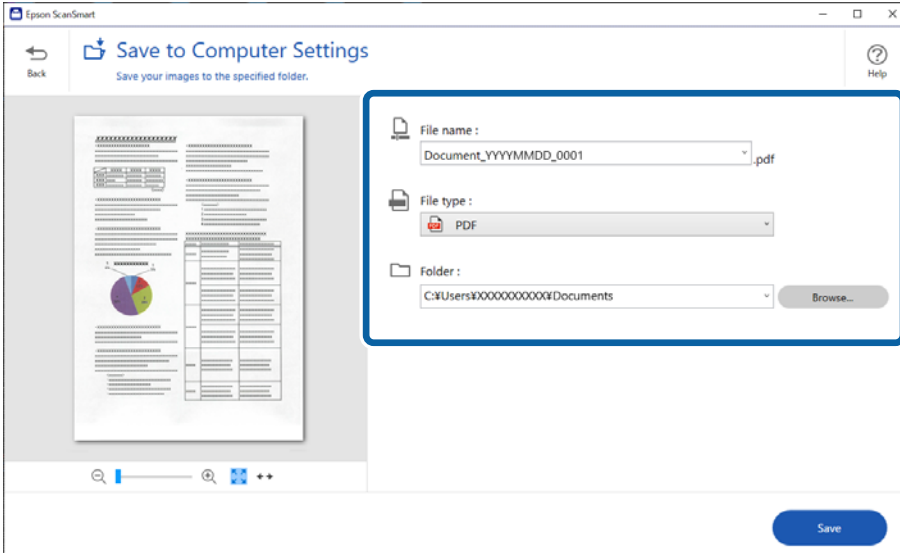 Epson ScanSmart
Back
Save to Computer Settings
Save your images to the specified folder.
Help
File name :
Document_YYYYMMDD_0001
.pdf
File type :
PDF
Folder :
C:¥Users¥XXXXXXXXXX¥Documents
Browse...
Save